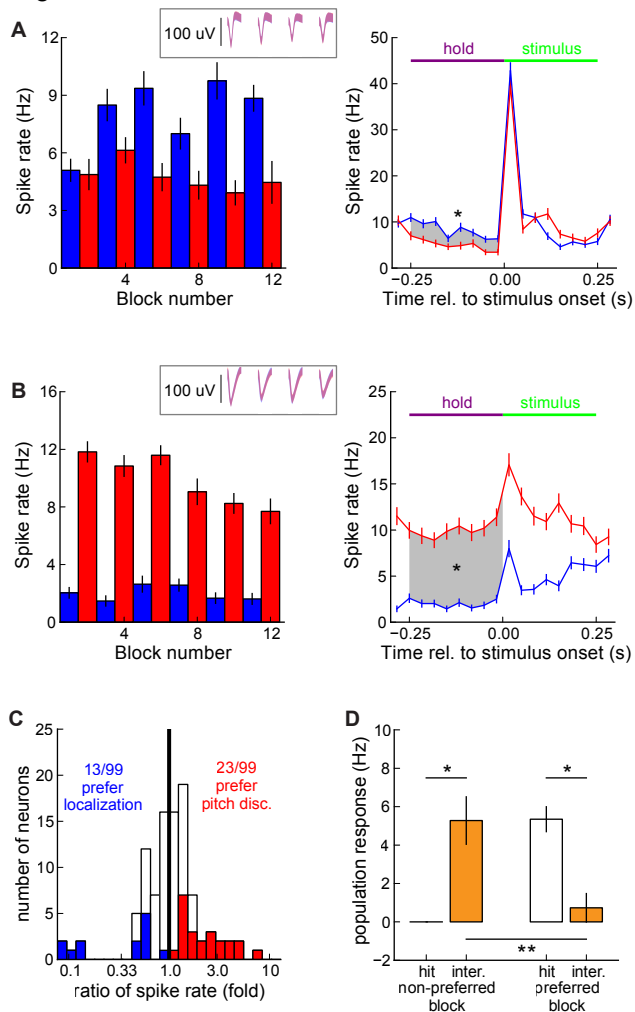 A
100 uV
12
9
6
3
0
Spike rate (Hz)
4
8
12
Block number
50
40
30
20
10
0
Spike rate (Hz)
hold
stimulus
*
−0.25
0.00
0.25
Time rel. to stimulus onset (s)
B
100 uV
16
12
8
4
0
Spike rate (Hz)
4
8
12
Block number
25
20
15
10
5
0
Spike rate (Hz)
hold
stimulus
*
−0.25
0.00
0.25
Time rel. to stimulus onset (s)
C
25
20
15
10
5
0
number of neurons
13/99
prefer
localization
23/99
prefer
pitch disc.
0.1
0.33
1.0
3.0
10
ratio of spike rate (fold)
D
10
8
6
4
2
0
−2
population response (Hz)
*
*
**
hit inter.
non-preferred
block
hit inter.
preferred
block